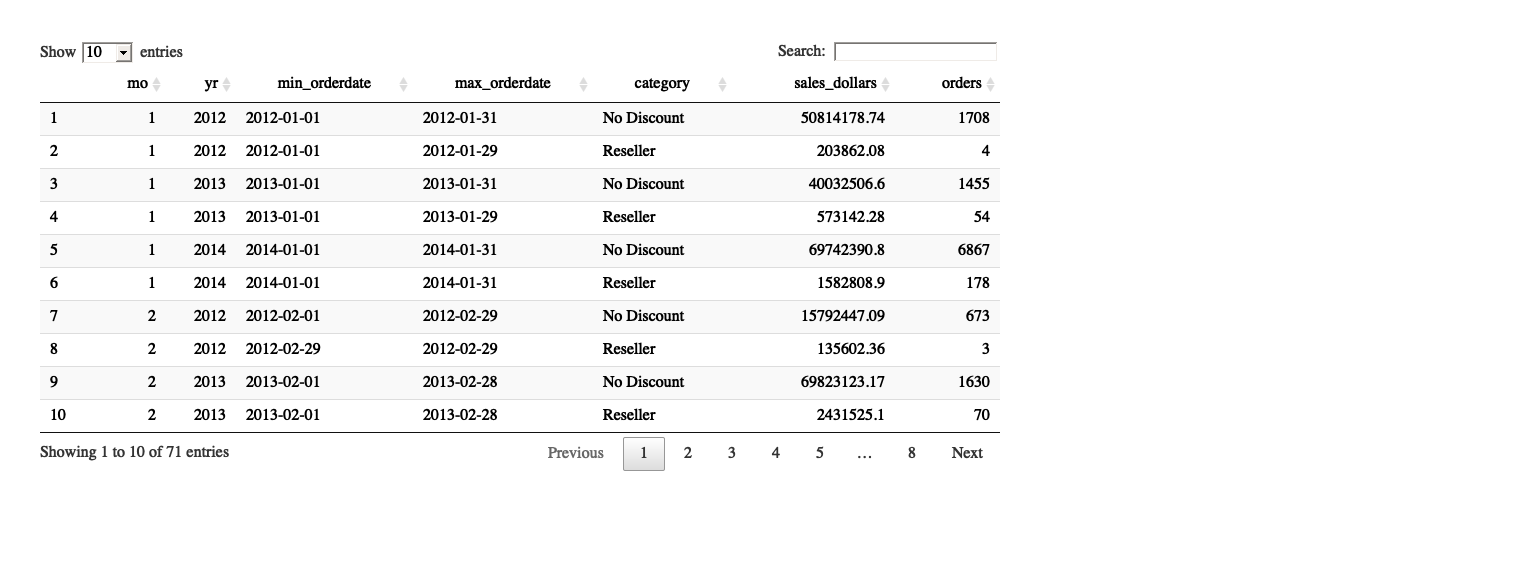 Show 10 entries Search:
mo yr min_orderdate max_orderdate category sales_dollars orders
1 1 2012 2012-01-01 2012-01-31 No Discount 50814178.74 1708
2 1 2012 2012-01-01 2012-01-29 Reseller 203862.08 4
3 1 2013 2013-01-01 2013-01-31 No Discount 40032506.6 1455
4 1 2013 2013-01-01 2013-01-29 Reseller 573142.28 54
5 1 2014 2014-01-01 2014-01-31 No Discount 69742390.8 6867
6 1 2014 2014-01-01 2014-01-31 Reseller 1582808.9 178
7 2 2012 2012-02-01 2012-02-29 No Discount 15792447.09 673
8 2 2012 2012-02-29 2012-02-29 Reseller 135602.36 3
9 2 2013 2013-02-01 2013-02-28 No Discount 69823123.17 1630
10 2 2013 2013-02-01 2013-02-28 Reseller 2431525.1 70
Showing 1 to 10 of 71 entries Previous 1 2 3 4 5 … 8 Next